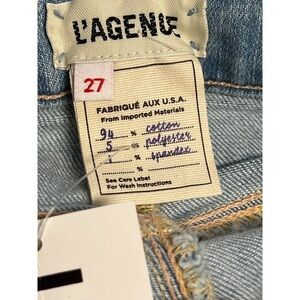 L'AGENCE
27
FABRIQUÉ AUX U.S.A.
From Imported Materials
94 % cotton
5 % polyester
1 % spandex
See Care Label
For Wash Instructions